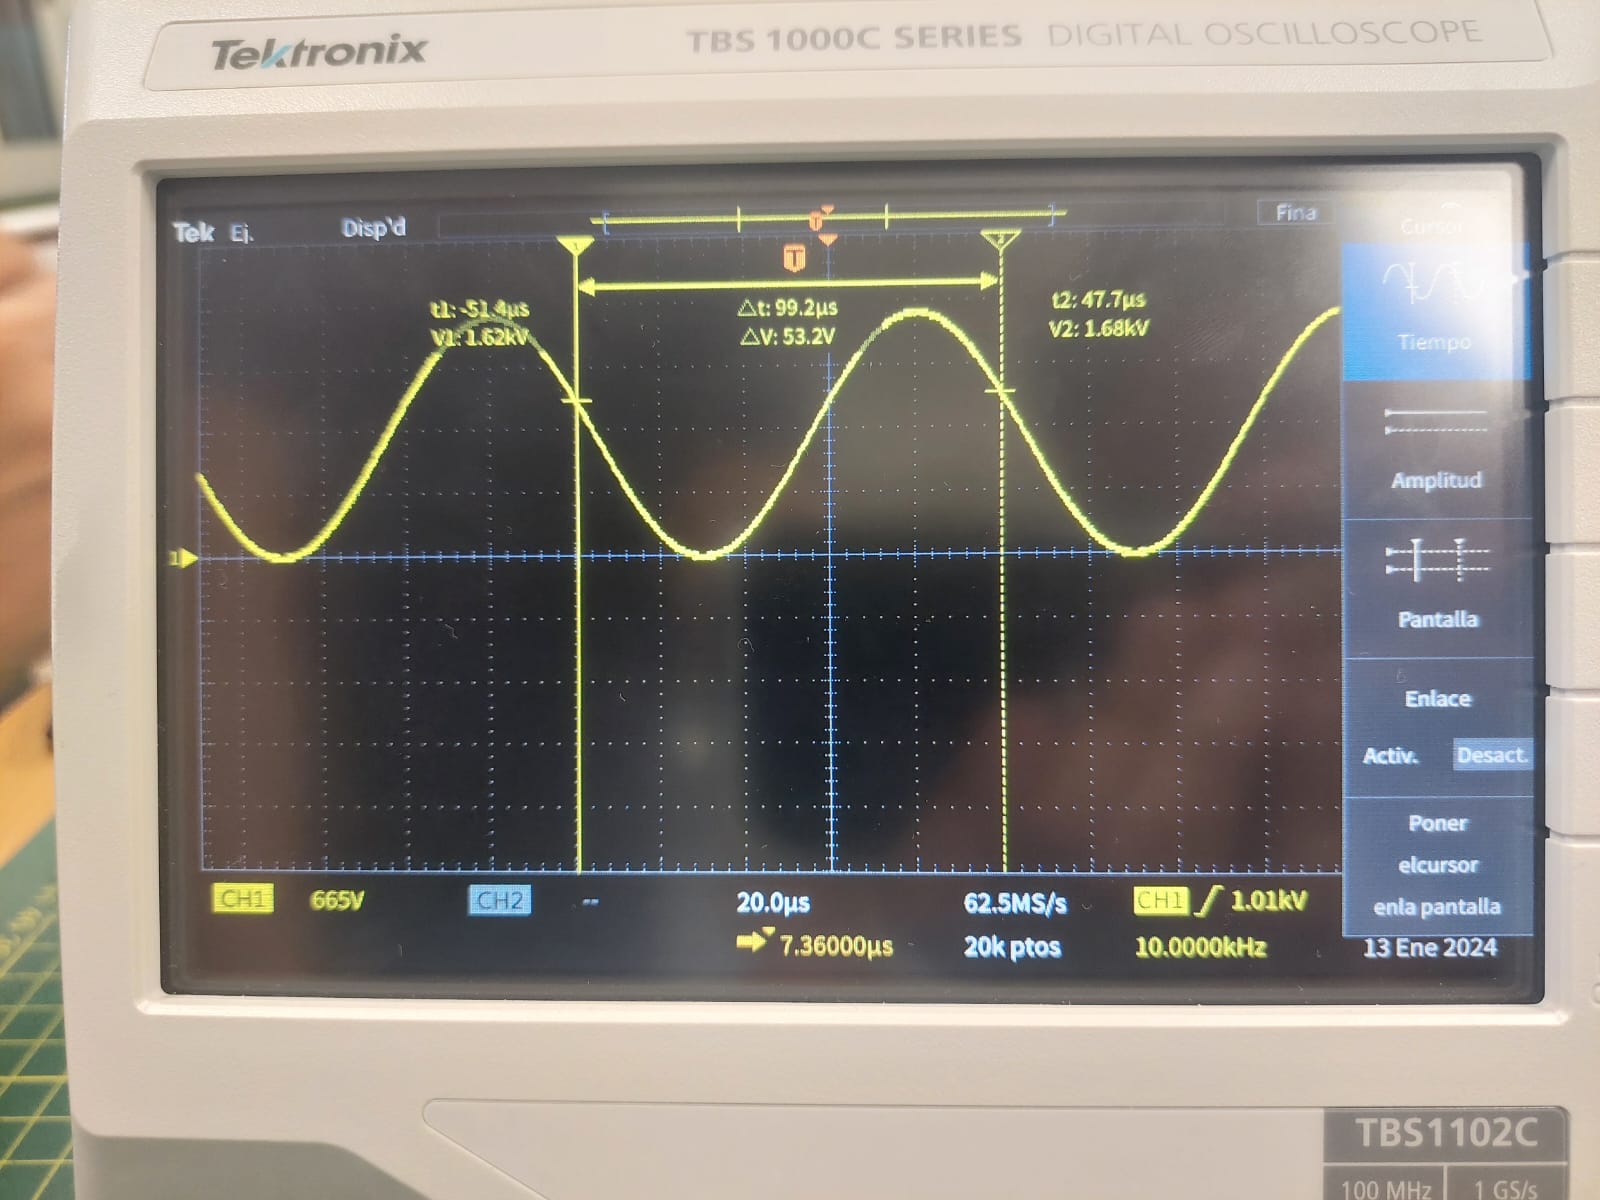 Tektronix
TBS 1000C SERIES DIGITAL OSCILLOSCOPE
Tek Ej. Disp'd
Fina
Cursor
T
T
1
2
t1: -51.4µs
V1: 1.62kV
△t: 99.2µs
△V: 53.2V
t2: 47.7µs
V2: 1.68kV
1
Tiempo
Amplitud
Pantalla
Enlace
Activ. Desact.
Poner
elcursor
enla pantalla
CH1 665V CH2 -- 20.0µs 62.5MS/s CH1 1.01kV
7.36000µs 20k ptos 10.0000kHz 13 Ene 2024
TBS1102C
100 MHz 1 GS/s